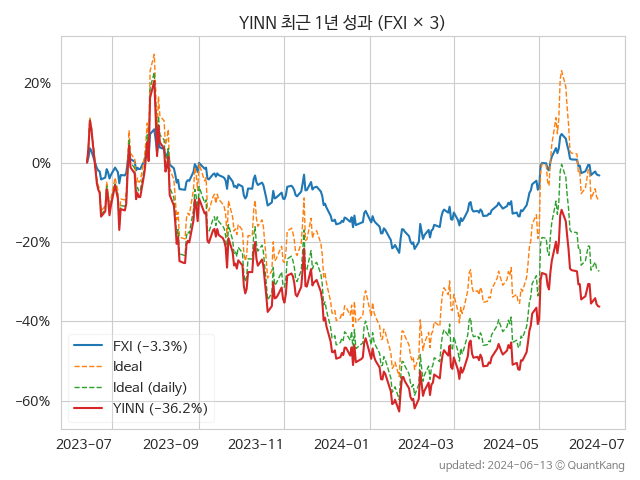 YINN 최근 1년 성과 (FXI × 3)
20%
0%
−20%
−40%
−60%
FXI (−3.3%)
Ideal
Ideal (daily)
YINN (−36.2%)
2023-07 2023-09 2023-11 2024-01 2024-03 2024-05 2024-07
updated: 2024-06-13 ⓒ QuantKang